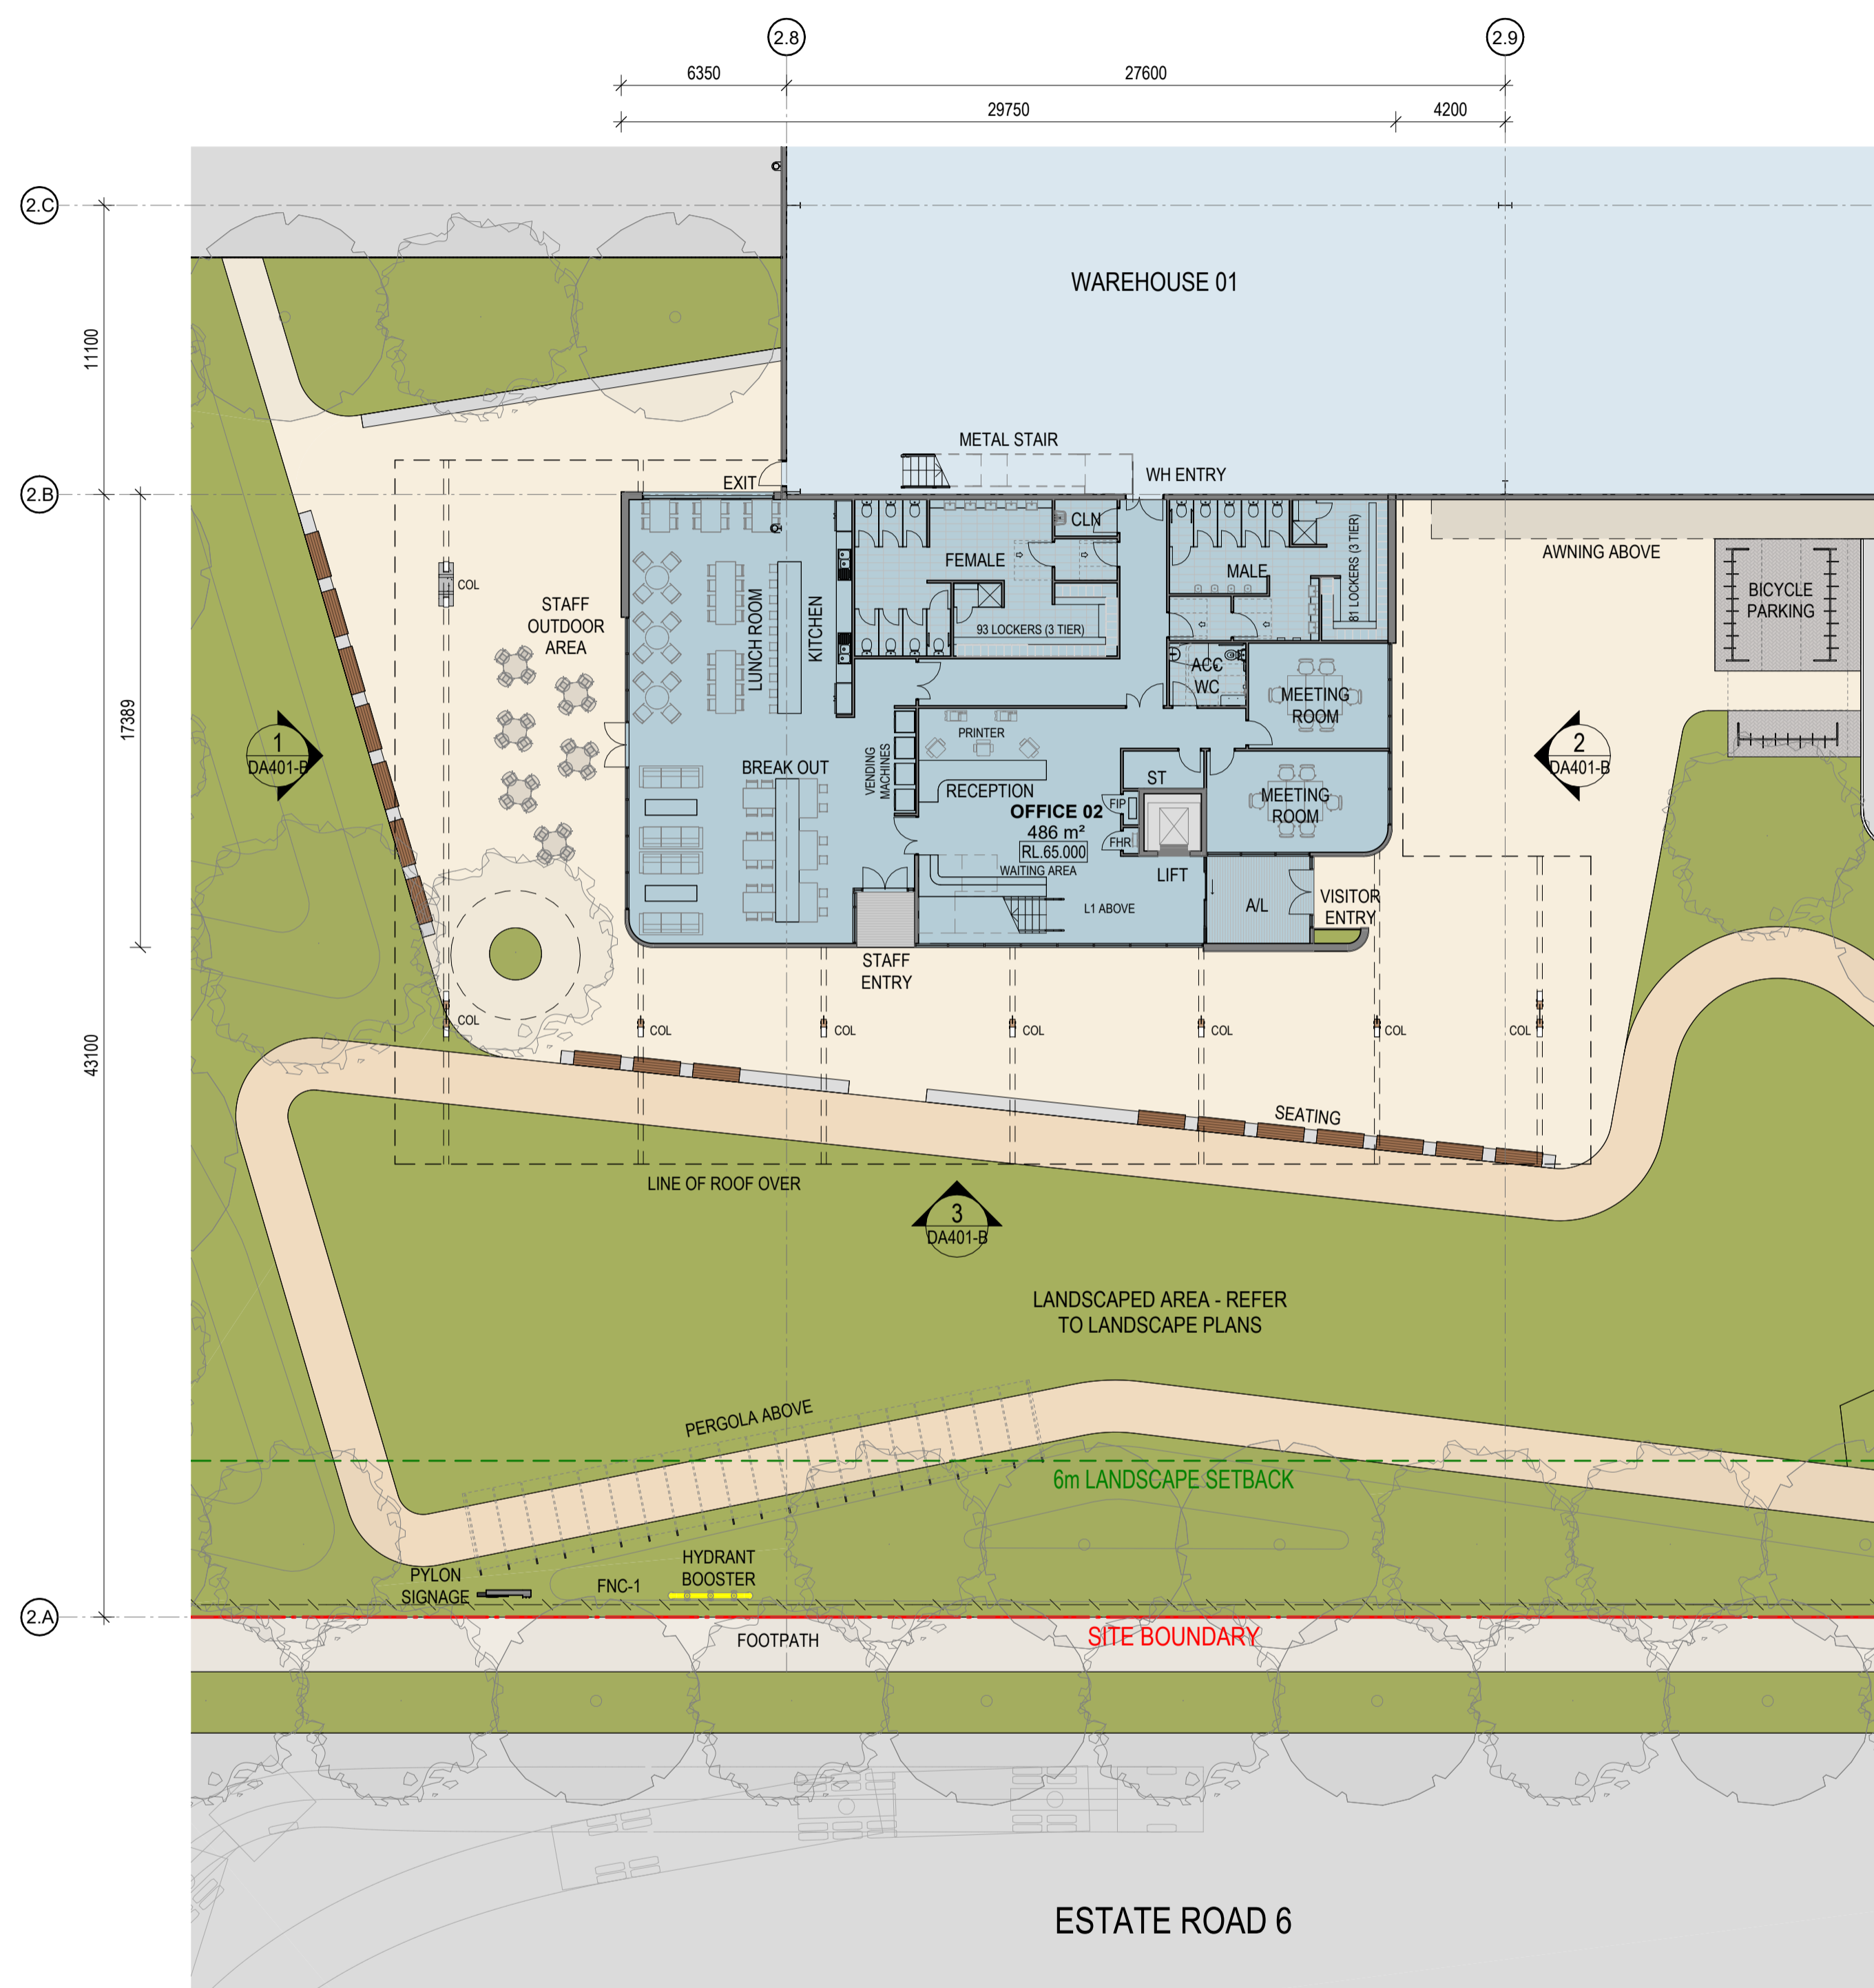 2.8
2.9
6350
27600
29750
4200
2.C
11100
WAREHOUSE 01
METAL STAIR
WH ENTRY
EXIT
2.B
AWNING ABOVE
CLN
FEMALE
MALE
81 LOCKERS (3 TIER)
BICYCLE
PARKING
COL
STAFF
OUTDOOR
AREA
LUNCH ROOM
KITCHEN
93 LOCKERS (3 TIER)
ACC
WC
MEETING
ROOM
17389
1
DA401-B
2
DA401-B
PRINTER
BREAK OUT
VENDING
MACHINES
RECEPTION
ST
MEETING
ROOM
OFFICE 02
486 m²
RL.65.000
FIP
FHR
WAITING AREA
LIFT
L1 ABOVE
A/L
VISITOR
ENTRY
STAFF
ENTRY
COL
COL
COL
COL
COL
COL
COL
43100
SEATING
LINE OF ROOF OVER
3
DA401-B
LANDSCAPED AREA - REFER
TO LANDSCAPE PLANS
PERGOLA ABOVE
6m LANDSCAPE SETBACK
PYLON
SIGNAGE
FNC-1
HYDRANT
BOOSTER
2.A
FOOTPATH
SITE BOUNDARY
ESTATE ROAD 6